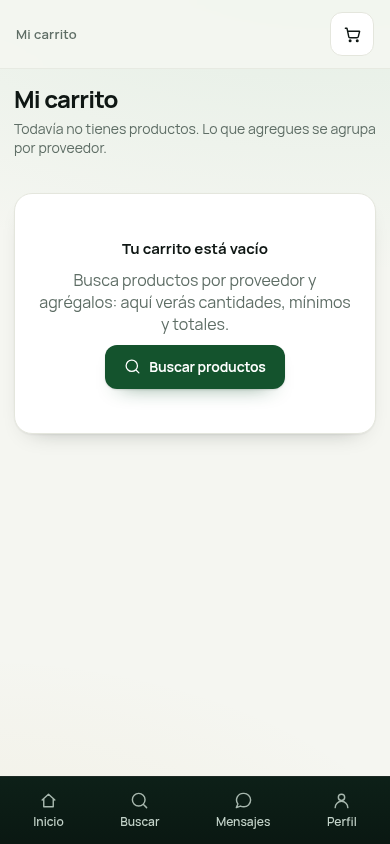 Mi carrito
Mi carrito
Todavía no tienes productos. Lo que agregues se agrupa
por proveedor.
Tu carrito está vacío
Busca productos por proveedor y
agrégalos: aquí verás cantidades, mínimos
y totales.
Buscar productos
Inicio
Buscar
Mensajes
Perfil